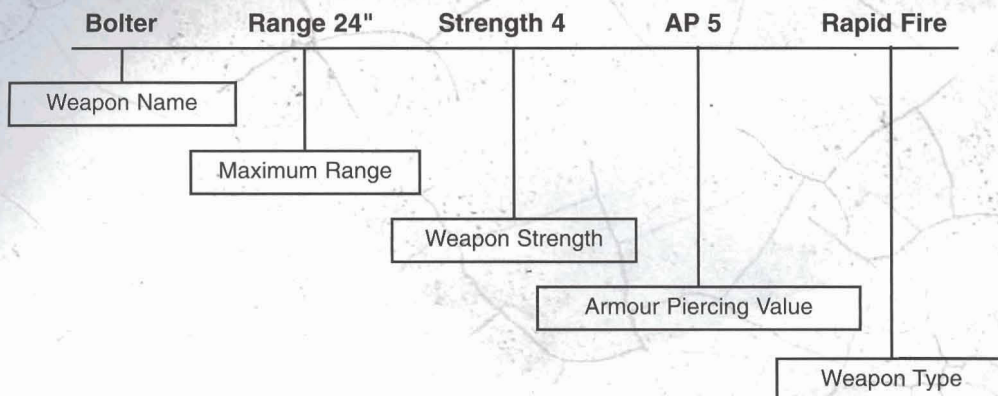 Bolter Range 24" Strength 4 AP 5 Rapid Fire
Weapon Name
Maximum Range
Weapon Strength
Armour Piercing Value
Weapon Type